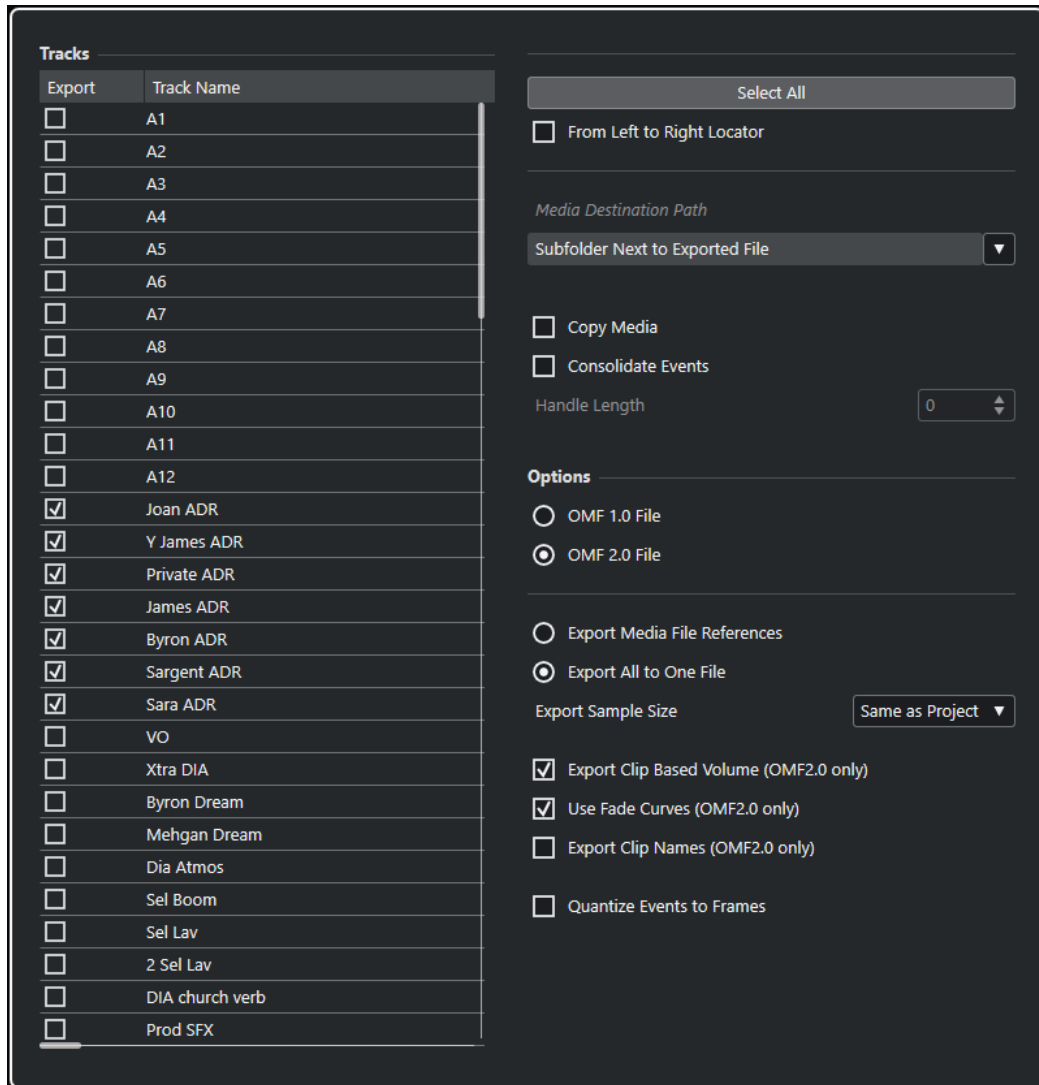 Tracks
Export Track Name
A1
A2
A3
A4
A5
A6
A7
A8
A9
A10
A11
A12
Joan ADR
Y James ADR
Private ADR
James ADR
Byron ADR
Sargent ADR
Sara ADR
VO
Xtra DIA
Byron Dream
Mehgan Dream
Dia Atmos
Sel Boom
Sel Lav
2 Sel Lav
DIA church verb
Prod SFX
Select All
From Left to Right Locator
Media Destination Path
Subfolder Next to Exported File
Copy Media
Consolidate Events
Handle Length 0
Options
OMF 1.0 File
OMF 2.0 File
Export Media File References
Export All to One File
Export Sample Size Same as Project
Export Clip Based Volume (OMF2.0 only)
Use Fade Curves (OMF2.0 only)
Export Clip Names (OMF2.0 only)
Quantize Events to Frames